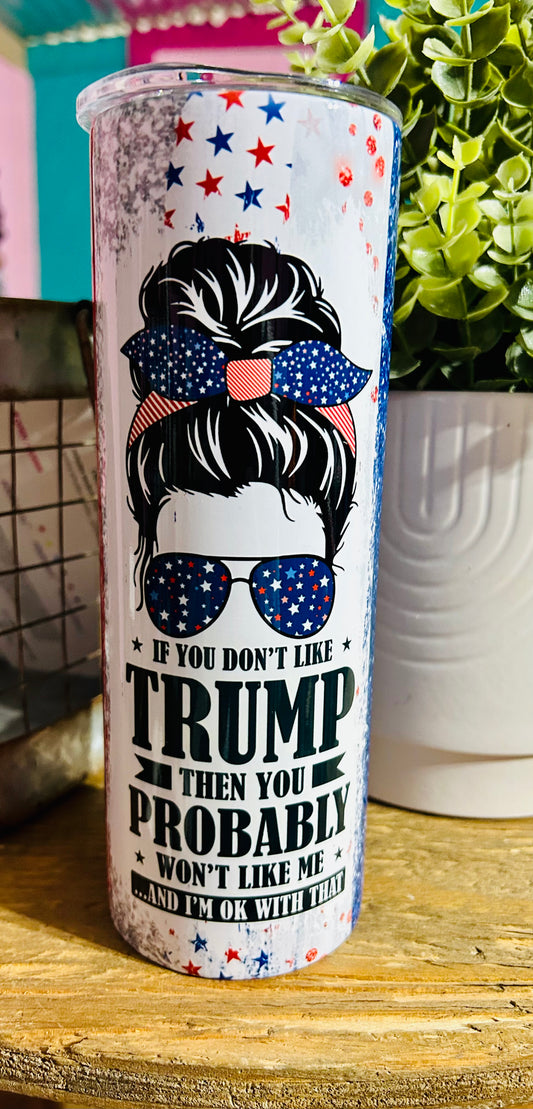 IF YOU DON'T LIKE
TRUMP
THEN YOU
PROBABLY
WON'T LIKE ME
...AND I'M OK WITH THAT